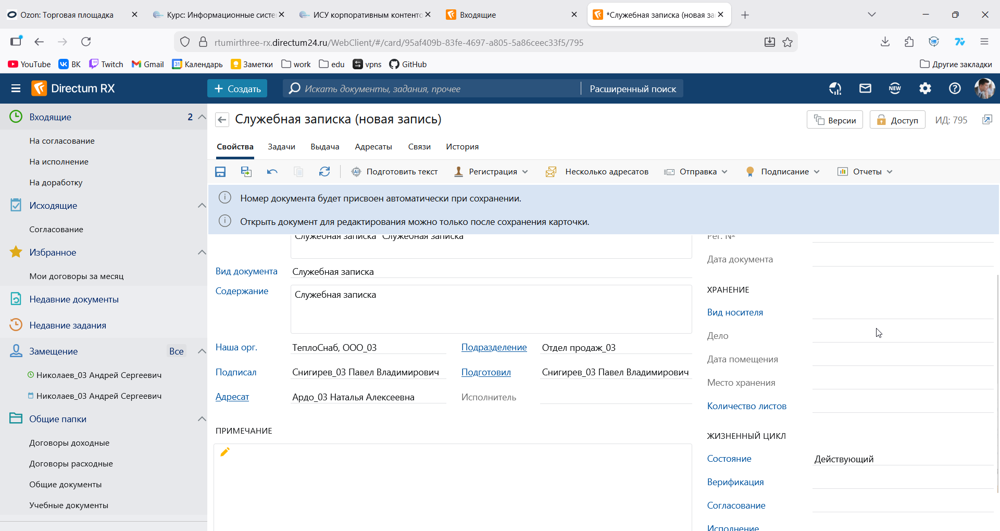 Ozon: Торговая площадка
Курс: Информационные систе
ИСУ корпоративным контенто
Входящие
*Служебная записка (новая за
rtumirthree-rx.directum24.ru/WebClient/#/card/95af409b-83fe-4697-a805-5a86ceec33f5/795
YouTube
ВК
Twitch
Gmail
31 Календарь
Заметки
work
edu
vpns
GitHub
Другие закладки
Directum RX
+ Создать
Искать документы, задания, прочее
Расширенный поиск
NEW
Входящие 2
На согласование
На исполнение
На доработку
Исходящие
Согласование
Избранное
Мои договоры за месяц
Недавние документы
Недавние задания
Замещение Все
Николаев_03 Андрей Сергеевич
Николаев_03 Андрей Сергеевич
Общие папки
Договоры доходные
Договоры расходные
Общие документы
Учебные документы
Служебная записка (новая запись)
Версии
Доступ
ИД: 795
Свойства Задачи Выдача Адресаты Связи История
AI Подготовить текст
Регистрация
Несколько адресатов
Отправка
Подписание
Отчеты
Номер документа будет присвоен автоматически при сохранении.
Открыть документ для редактирования можно только после сохранения карточки.
Служебная записка "Служебная записка"
Вид документа Служебная записка
Содержание Служебная записка
Наша орг. ТеплоСнаб, ООО_03 Подразделение Отдел продаж_03
Подписал Снигирев_03 Павел Владимирович Подготовил Снигирев_03 Павел Владимирович
Адресат Ардо_03 Наталья Алексеевна Исполнитель
ПРИМЕЧАНИЕ
Рег. №
Дата документа
ХРАНЕНИЕ
Вид носителя
Дело
Дата помещения
Место хранения
Количество листов
ЖИЗНЕННЫЙ ЦИКЛ
Состояние Действующий
Верификация
Согласование
Исполнение